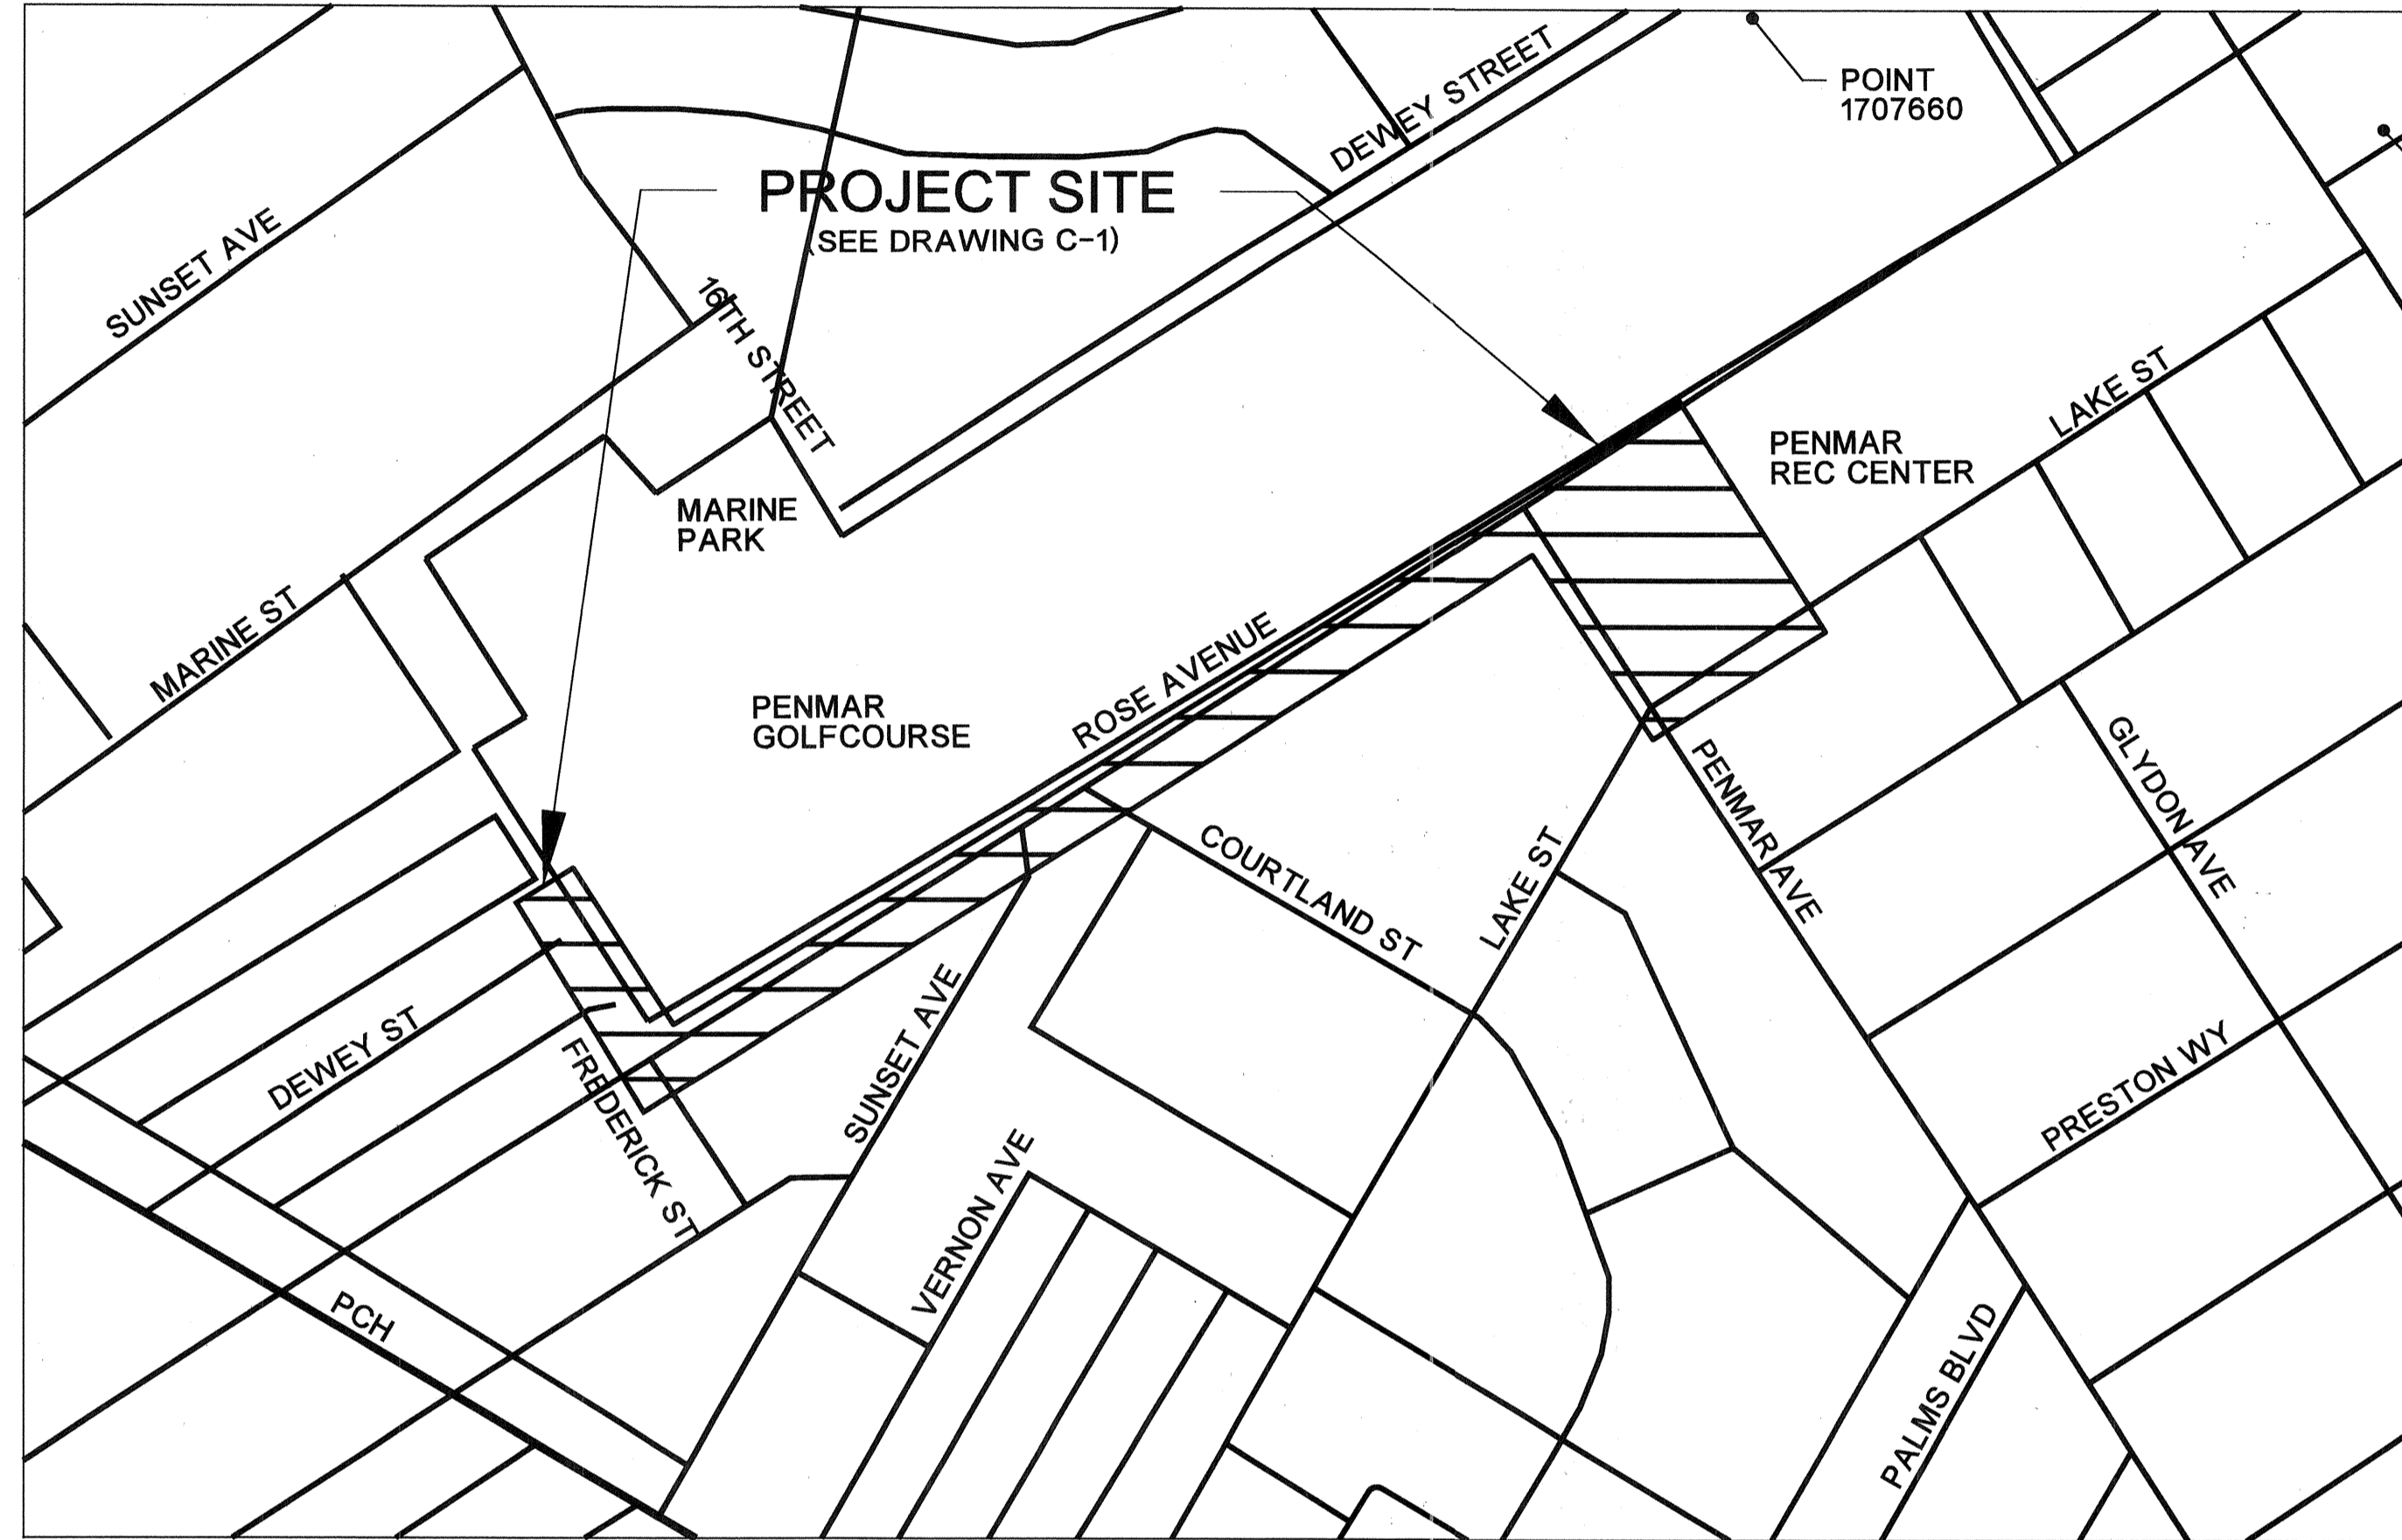 DEWEY STREET
POINT
1707660
PROJECT SITE
(SEE DRAWING C-1)
SUNSET AVE
16TH STREET
LAKE ST
PENMAR
REC CENTER
MARINE
PARK
MARINE ST
ROSE AVENUE
PENMAR
GOLFCOURSE
GLYDON AVE
PENMAR AVE
COURTLAND ST
LAKE ST
SUNSET AVE
DEWEY ST
FREDERICK ST
PRESTON WY
VERNON AVE
PCH
PALMS BLVD